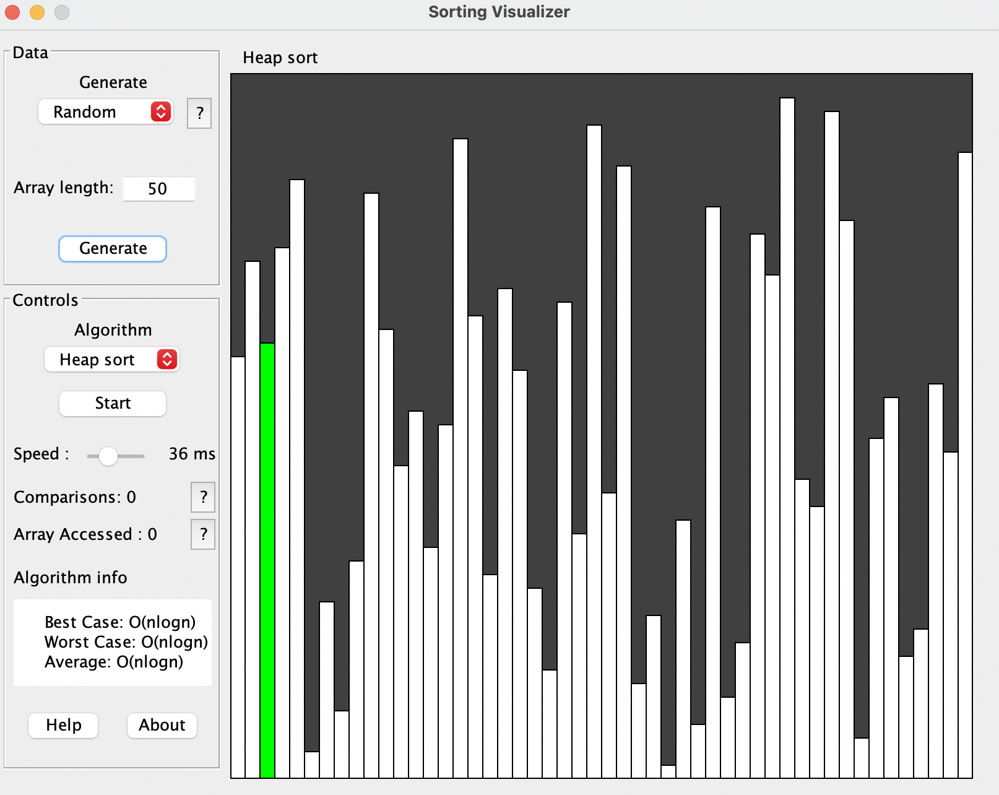 Sorting Visualizer
Data
Generate
Random
?
Array length: 50
Generate
Controls
Algorithm
Heap sort
Start
Speed : 36 ms
Comparisons: 0
?
Array Accessed : 0
?
Algorithm info
Best Case: O(nlogn)
Worst Case: O(nlogn)
Average: O(nlogn)
Help
About
Heap sort